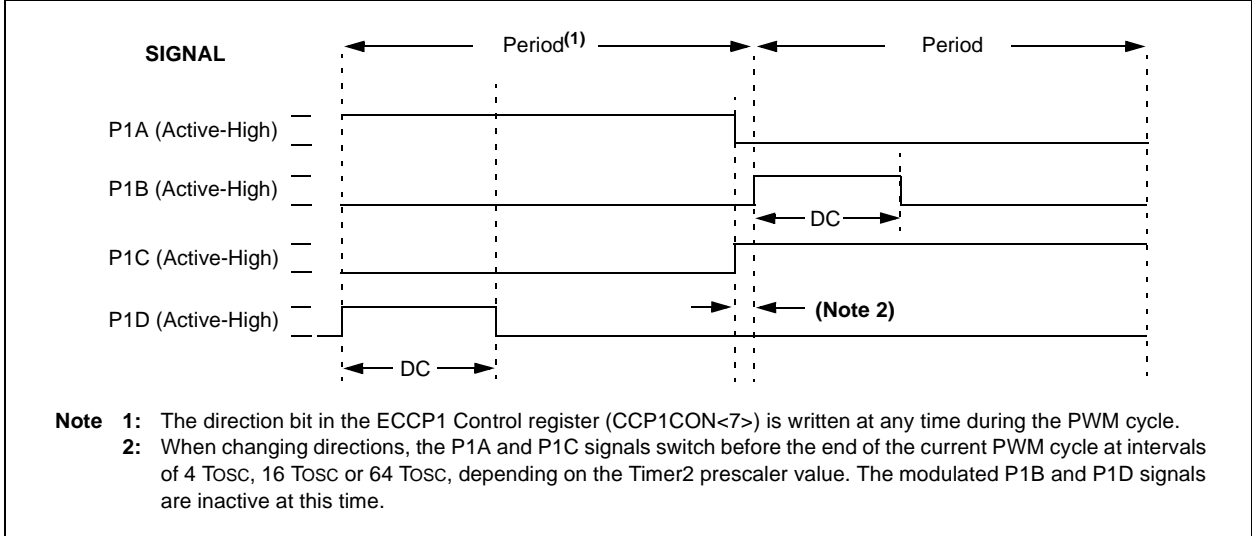 SIGNAL
Period(1)
Period
P1A (Active-High)
P1B (Active-High)
DC
P1C (Active-High)
P1D (Active-High)
(Note 2)
DC
Note 1: The direction bit in the ECCP1 Control register (CCP1CON<7>) is written at any time during the PWM cycle.
2: When changing directions, the P1A and P1C signals switch before the end of the current PWM cycle at intervals
of 4 TOSC, 16 TOSC or 64 TOSC, depending on the Timer2 prescaler value. The modulated P1B and P1D signals
are inactive at this time.